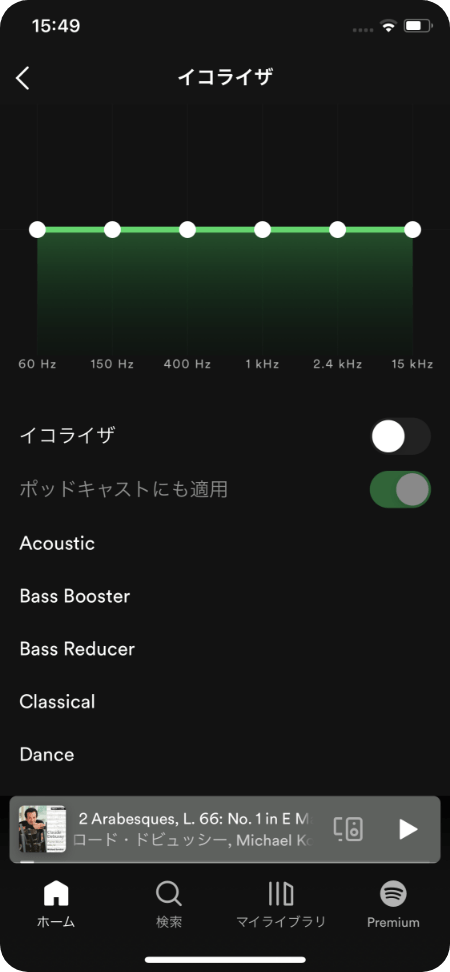 15:49
イコライザ
60 Hz 150 Hz 400 Hz 1 kHz 2.4 kHz 15 kHz
イコライザ
ポッドキャストにも適用
Acoustic
Bass Booster
Bass Reducer
Classical
Dance
2 Arabesques, L. 66: No. 1 in E M
ロード・ドビュッシー, Michael Ko
ホーム 検索 マイライブラリ Premium